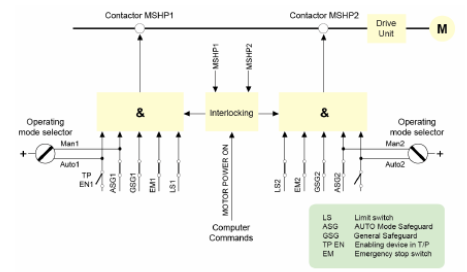 Contactor MSHP1
Contactor MSHP2
Drive
Unit
M
MSHP1
MSHP2
&
Interlocking
&
Operating
mode selector
Man1
+
Auto1
TP
EN1
ASG1
GSG1
EM1
LS1
MOTOR POWER ON
LS2
EM2
GSG2
ASG2
Operating
mode selector
Man2
+
Auto2
Computer
Commands
LS Limit switch
ASG AUTO Mode Safeguard
GSG General Safeguard
TP EN Enabling device in T/P
EM Emergency stop switch